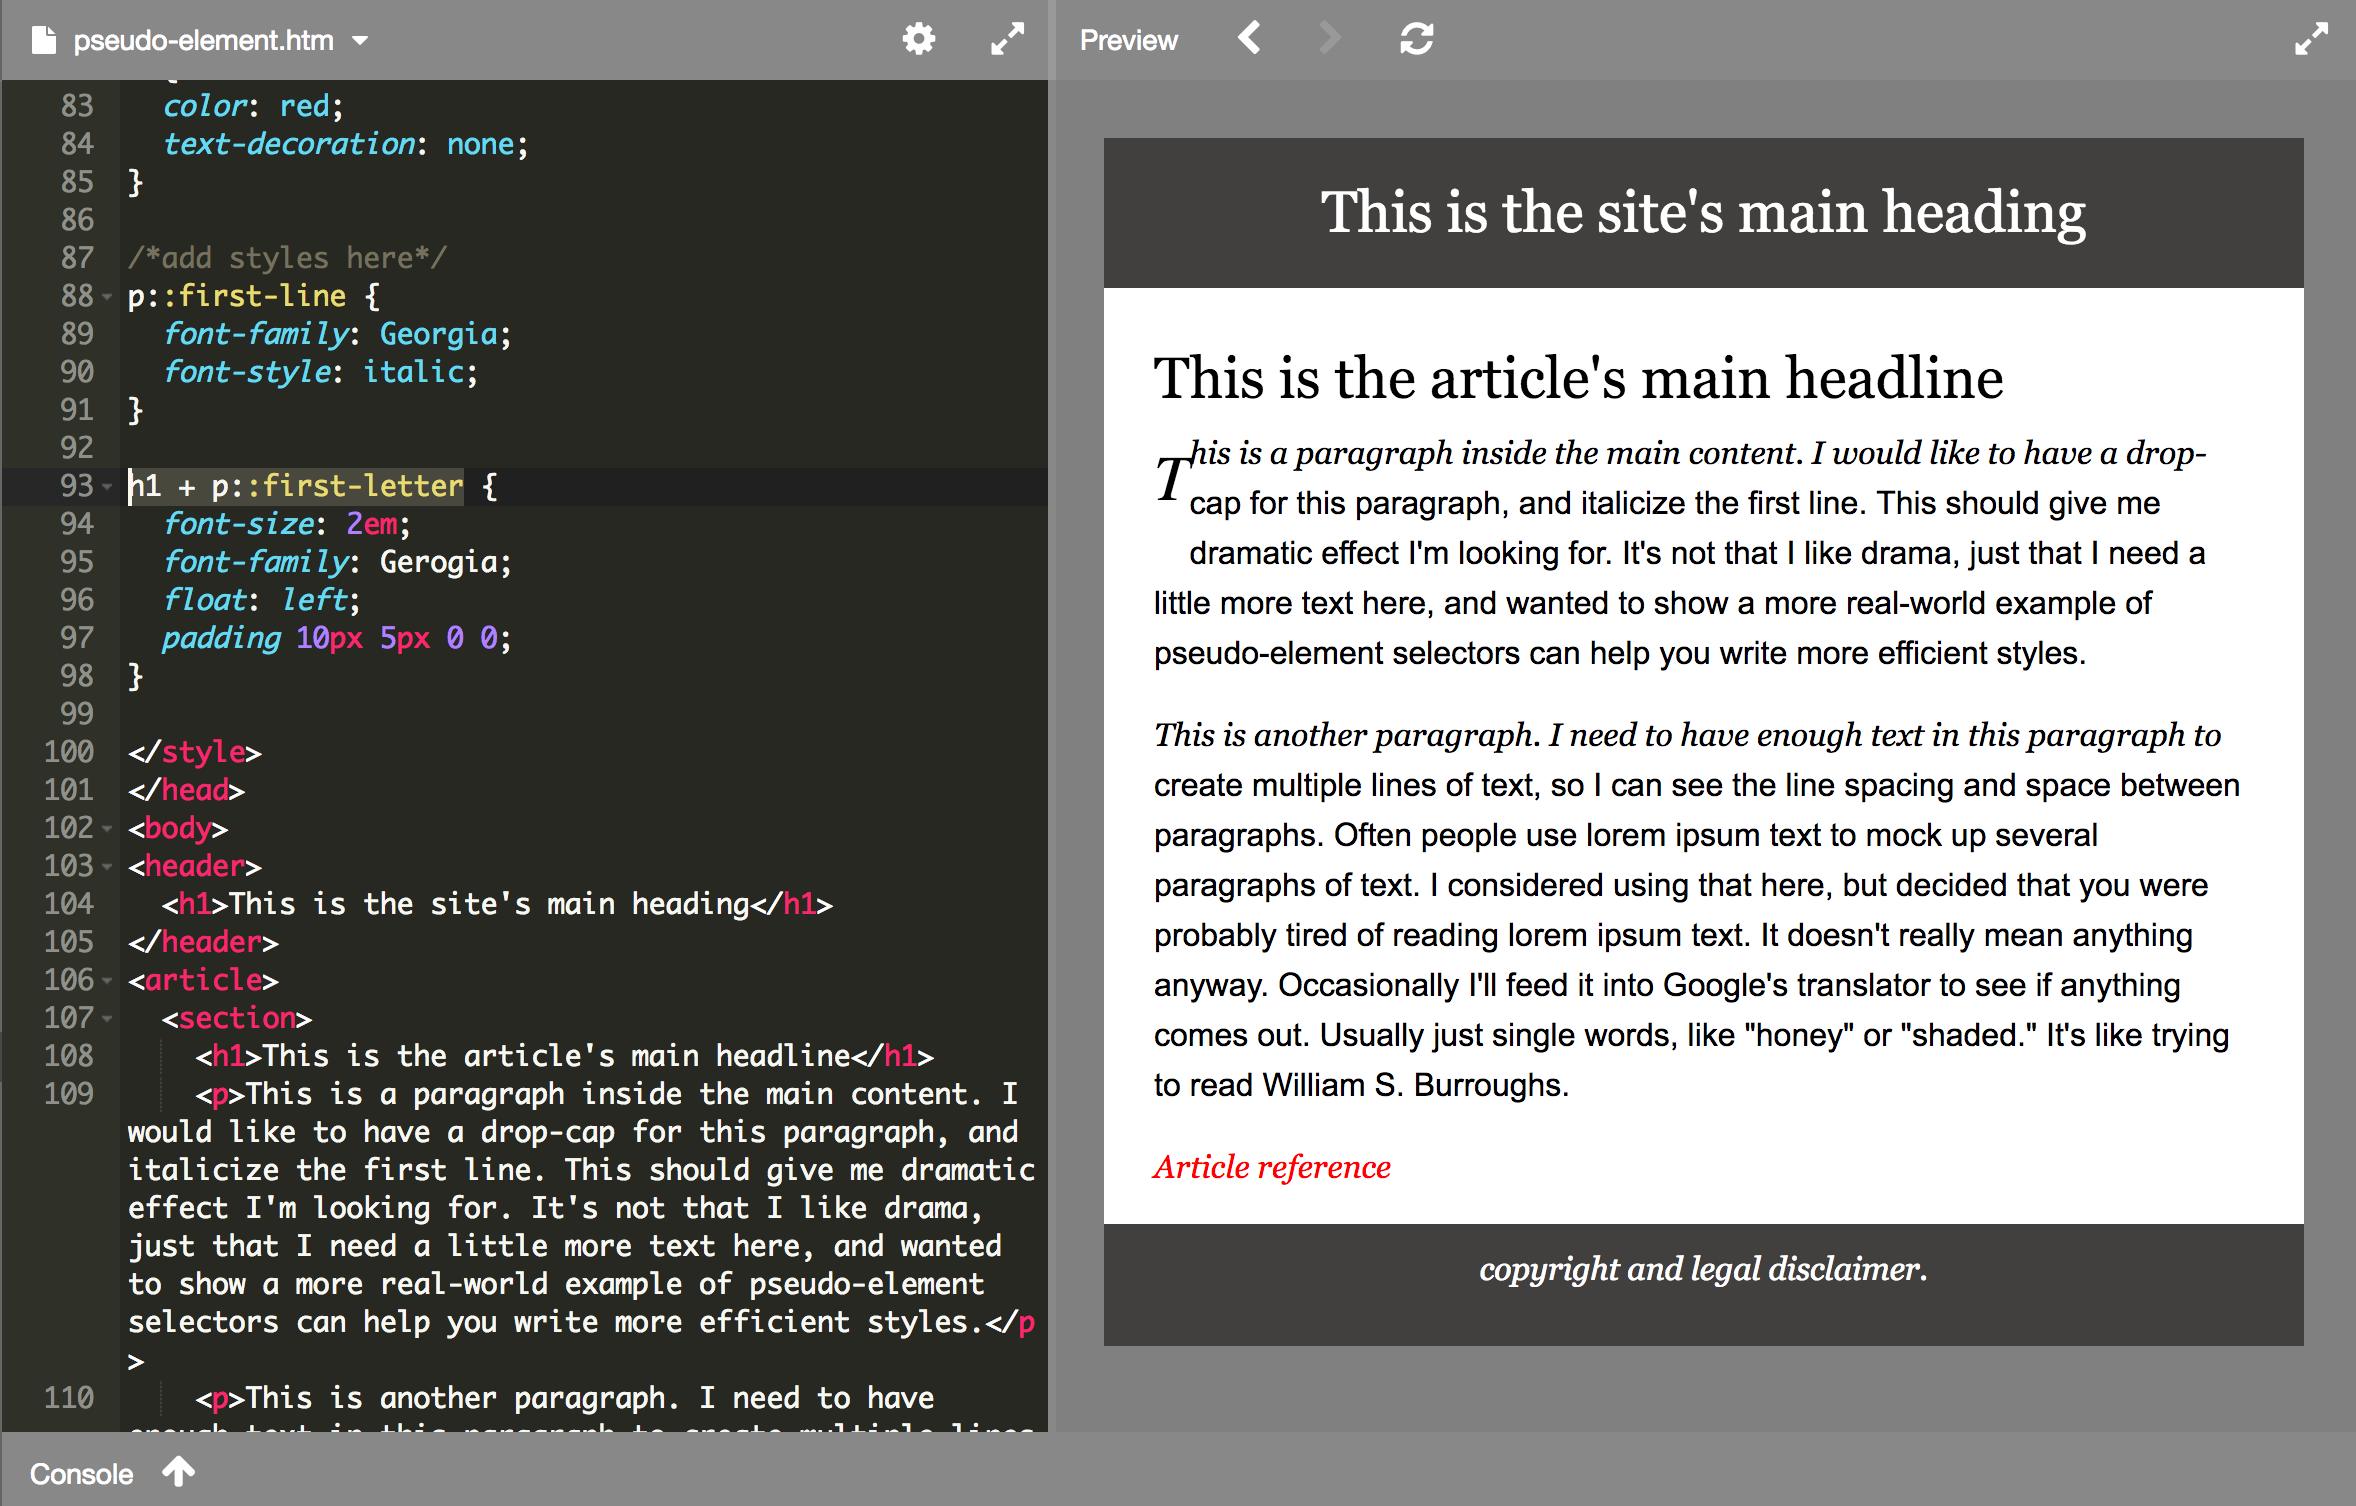 pseudo-element.htm
83 color: red;
84 text-decoration: none;
85 }
86
87 /*add styles here*/
88 p::first-line {
89 font-family: Georgia;
90 font-style: italic;
91 }
92
93 h1 + p::first-letter {
94 font-size: 2em;
95 font-family: Gerogia;
96 float: left;
97 padding 10px 5px 0 0;
98 }
99
100 </style>
101 </head>
102 <body>
103 <header>
104 <h1>This is the site's main heading</h1>
105 </header>
106 <article>
107 <section>
108 <h1>This is the article's main headline</h1>
109 <p>This is a paragraph inside the main content. I
would like to have a drop-cap for this paragraph, and
italicize the first line. This should give me dramatic
effect I'm looking for. It's not that I like drama,
just that I need a little more text here, and wanted
to show a more real-world example of pseudo-element
selectors can help you write more efficient styles.</p
>
110 <p>This is another paragraph. I need to have
enough text in this paragraph to create multiple lines
Console
Preview
This is the site's main heading
This is the article's main headline
This is a paragraph inside the main content. I would like to have a drop-
cap for this paragraph, and italicize the first line. This should give me
dramatic effect I'm looking for. It's not that I like drama, just that I need a
little more text here, and wanted to show a more real-world example of
pseudo-element selectors can help you write more efficient styles.
This is another paragraph. I need to have enough text in this paragraph to
create multiple lines of text, so I can see the line spacing and space between
paragraphs. Often people use lorem ipsum text to mock up several
paragraphs of text. I considered using that here, but decided that you were
probably tired of reading lorem ipsum text. It doesn't really mean anything
anyway. Occasionally I'll feed it into Google's translator to see if anything
comes out. Usually just single words, like "honey" or "shaded." It's like trying
to read William S. Burroughs.
Article reference
copyright and legal disclaimer.